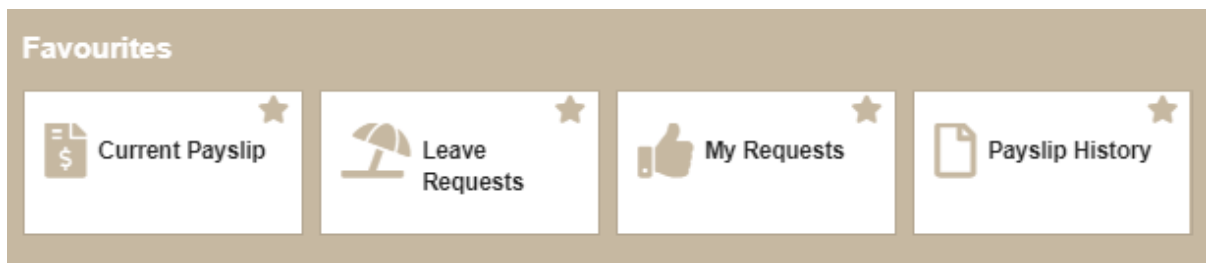 Favourites
Current Payslip
Leave
Requests
My Requests
Payslip History